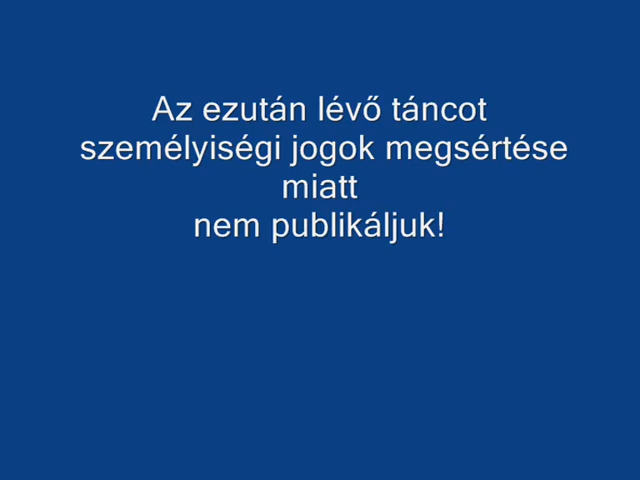 Az ezután lévő táncot
személyiségi jogok megsértése
miatt
nem publikáljuk!